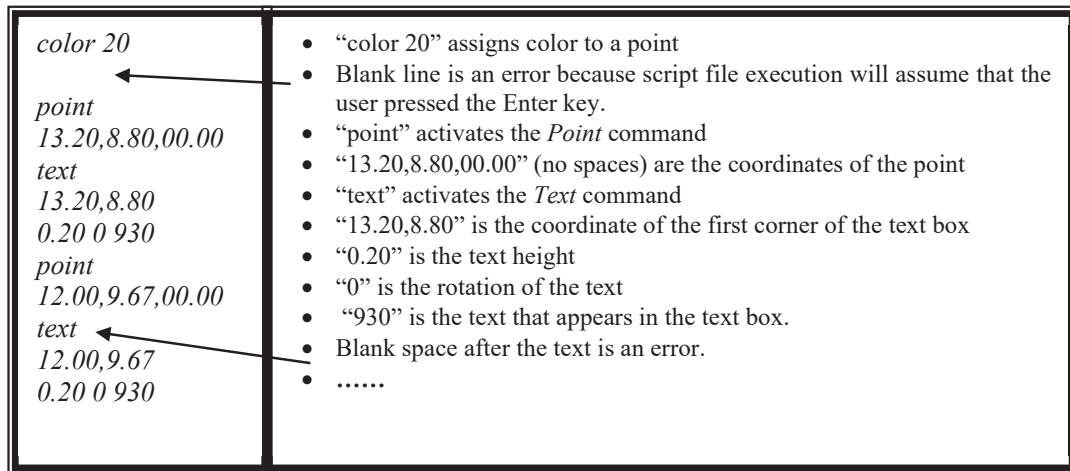 color 20
point
13.20,8.80,00.00
text
13.20,8.80
0.20 0 930
point
12.00,9.67,00.00
text
12.00,9.67
0.20 0 930
• “color 20” assigns color to a point
• Blank line is an error because script file execution will assume that the
user pressed the Enter key.
• “point” activates the Point command
• “13.20,8.80,00.00” (no spaces) are the coordinates of the point
• “text” activates the Text command
• “13.20,8.80” is the coordinate of the first corner of the text box
• “0.20” is the text height
• “0” is the rotation of the text
• “930” is the text that appears in the text box.
• Blank space after the text is an error.
• ……